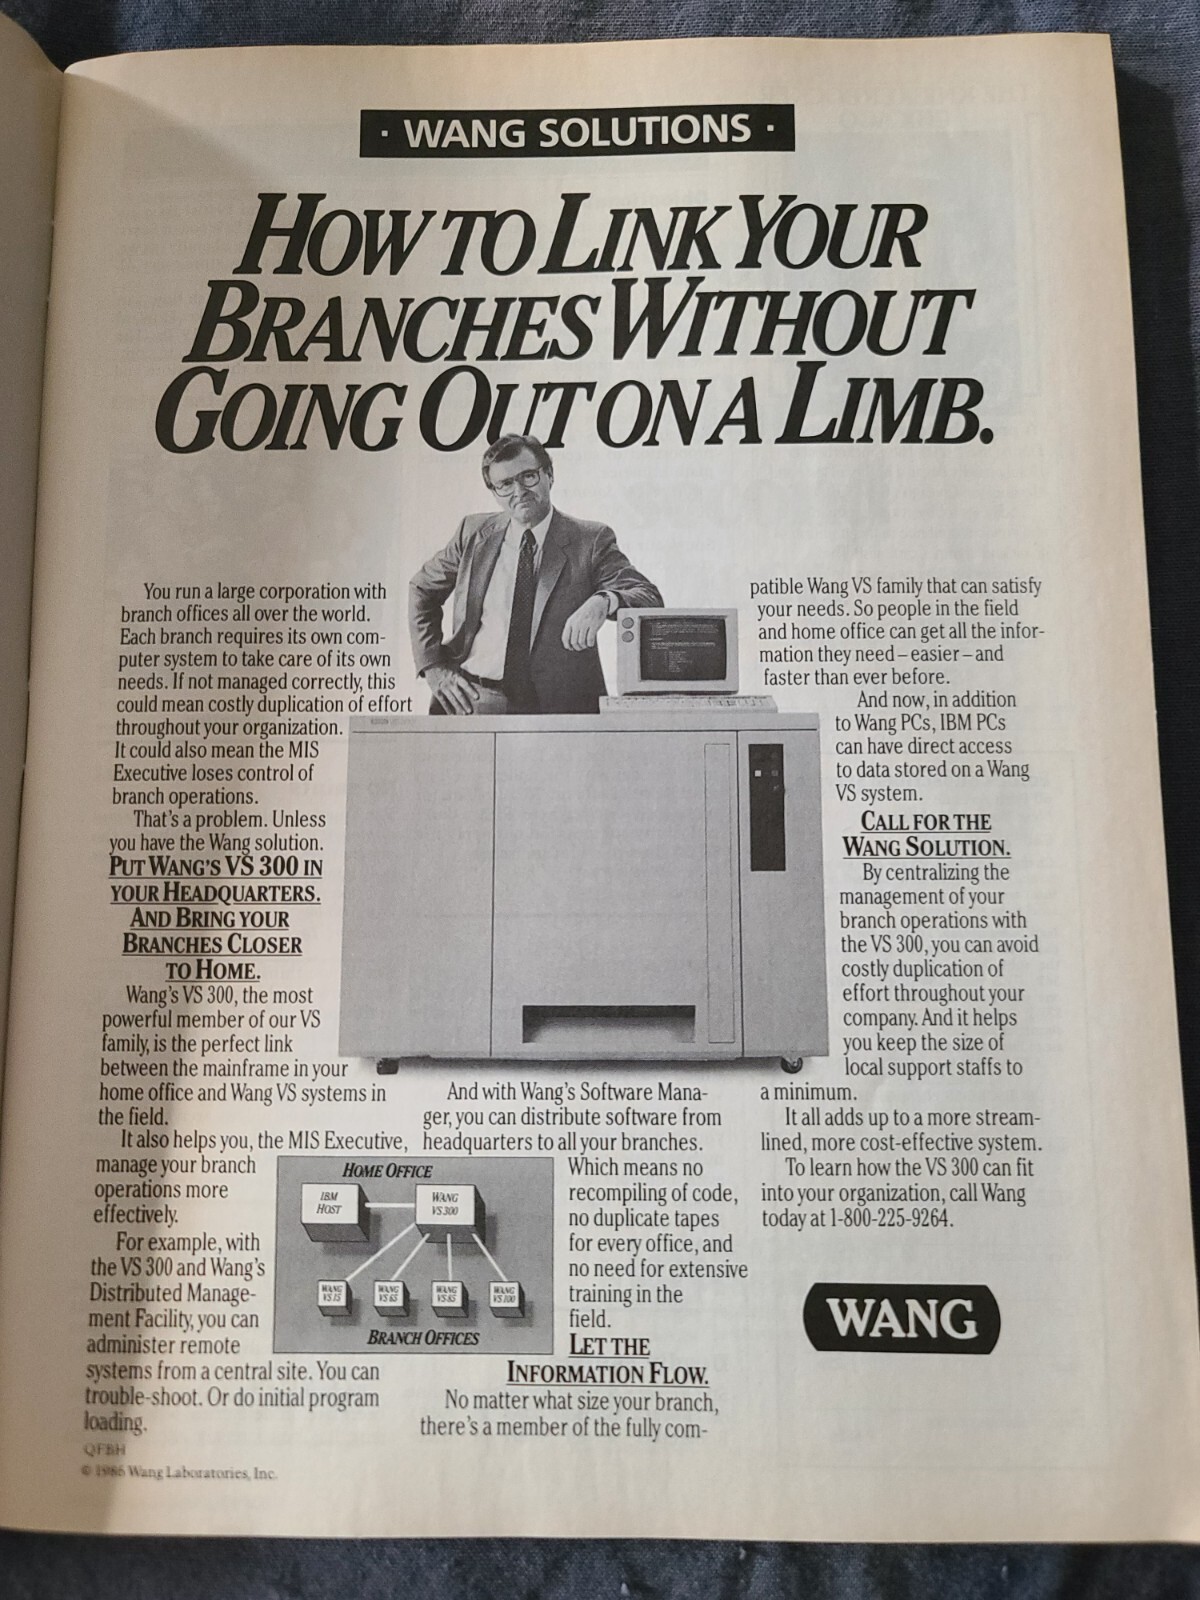 · WANG SOLUTIONS ·
HOW TO LINK YOUR
BRANCHES WITHOUT
GOING OUT ON A LIMB.
You run a large corporation with
branch offices all over the world.
Each branch requires its own com-
puter system to take care of its own
needs. If not managed correctly, this
could mean costly duplication of effort
throughout your organization.
It could also mean the MIS
Executive loses control of
branch operations.
That's a problem. Unless
you have the Wang solution.
PUT WANG'S VS 300 IN
YOUR HEADQUARTERS.
AND BRING YOUR
BRANCHES CLOSER
TO HOME.
Wang's VS 300, the most
powerful member of our VS
family, is the perfect link
between the mainframe in your
home office and Wang VS systems in
the field.
It also helps you, the MIS Executive,
manage your branch
operations more
effectively.
For example, with
the VS 300 and Wang's
Distributed Manage-
ment Facility, you can
administer remote
systems from a central site. You can
trouble-shoot. Or do initial program
loading.
QFBH
© 1986 Wang Laboratories, Inc.
HOME OFFICE
IBM
HOST
WANG
VS 300
WANG
VS 15
WANG
VS 65
WANG
VS 85
WANG
VS 100
BRANCH OFFICES
And with Wang's Software Mana-
ger, you can distribute software from
headquarters to all your branches.
Which means no
recompiling of code,
no duplicate tapes
for every office, and
no need for extensive
training in the
field.
LET THE
INFORMATION FLOW.
No matter what size your branch,
there's a member of the fully com-
patible Wang VS family that can satisfy
your needs. So people in the field
and home office can get all the infor-
mation they need – easier – and
faster than ever before.
And now, in addition
to Wang PCs, IBM PCs
can have direct access
to data stored on a Wang
VS system.
CALL FOR THE
WANG SOLUTION.
By centralizing the
management of your
branch operations with
the VS 300, you can avoid
costly duplication of
effort throughout your
company. And it helps
you keep the size of
local support staffs to
a minimum.
It all adds up to a more stream-
lined, more cost-effective system.
To learn how the VS 300 can fit
into your organization, call Wang
today at 1-800-225-9264.
WANG